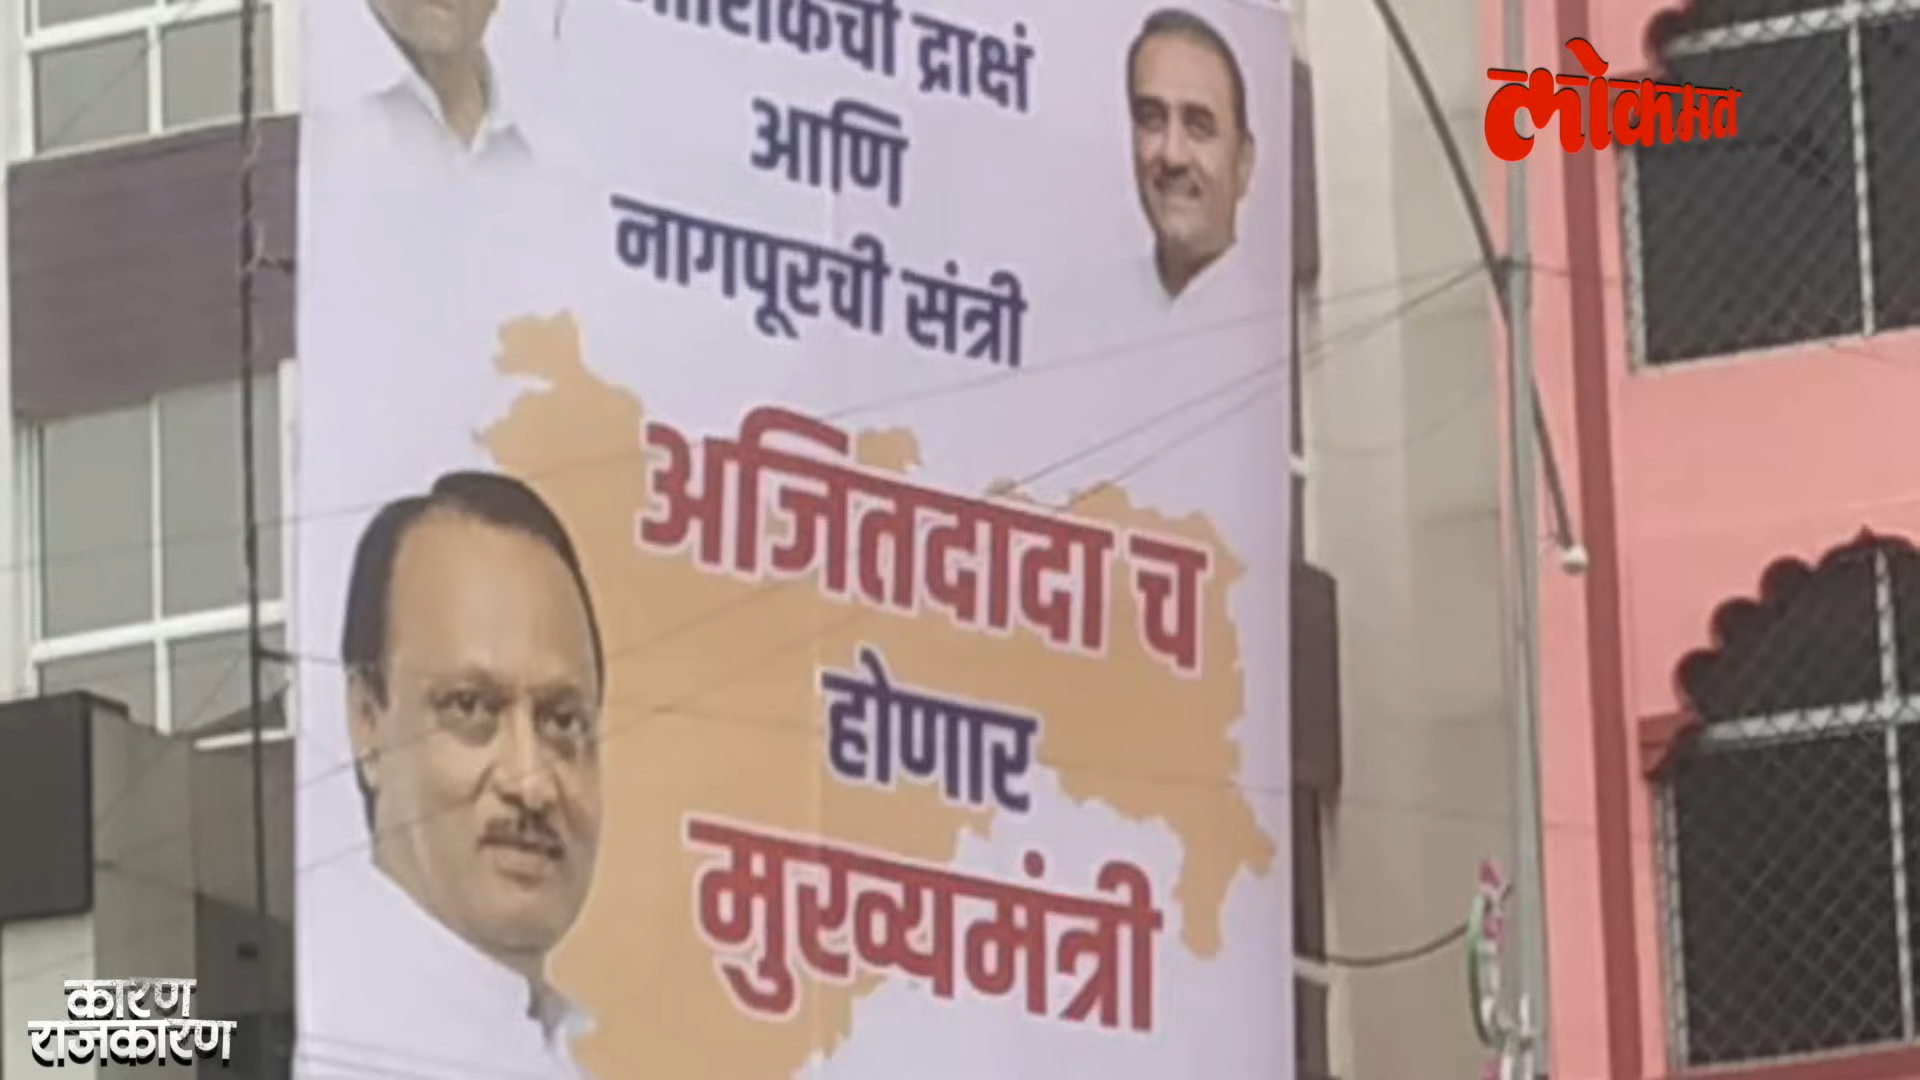 द्राक्षं
आणि
नागपूरची संत्री
अजितदादा च
होणार
मुख्यमंत्री
लोकमत
कारण
राजकारण